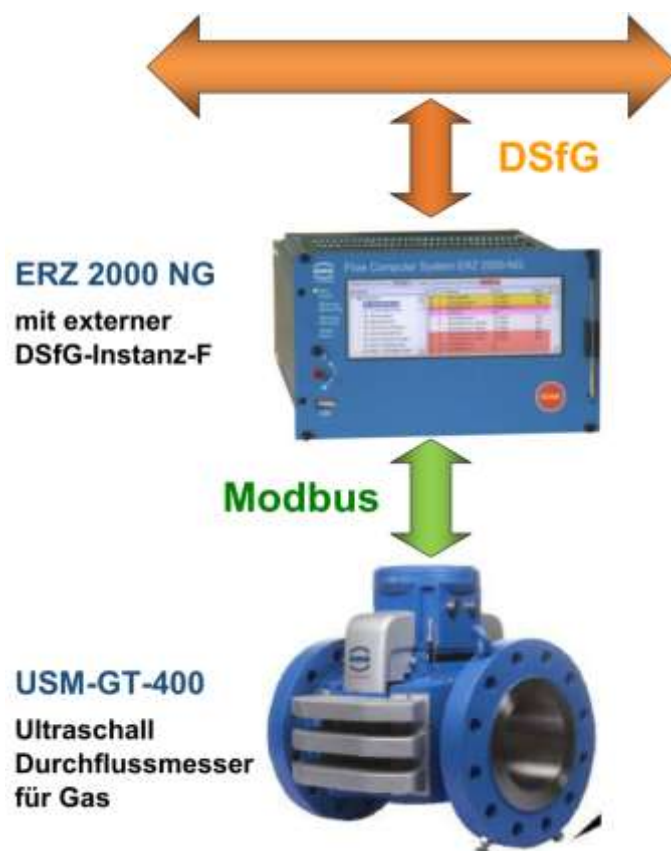 DSfG
ERZ 2000 NG
mit externer
DSfG-Instanz-F
Flow Computer System ERZ 2000-NG
Modbus
USM-GT-400
Ultraschall
Durchflussmesser
für Gas